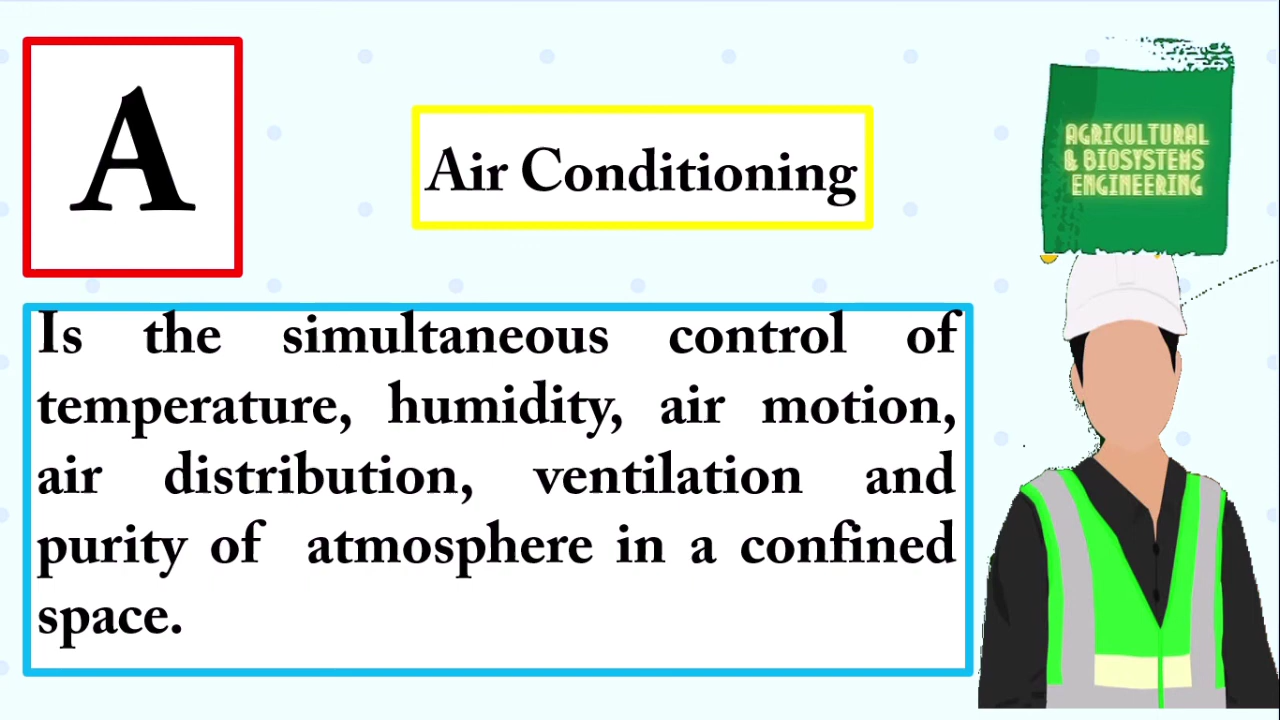 A
Air Conditioning
AGRICULTURAL
& BIOSYSTEMS
ENGINEERING
Is the simultaneous control of
temperature, humidity, air motion,
air distribution, ventilation and
purity of atmosphere in a confined
space.